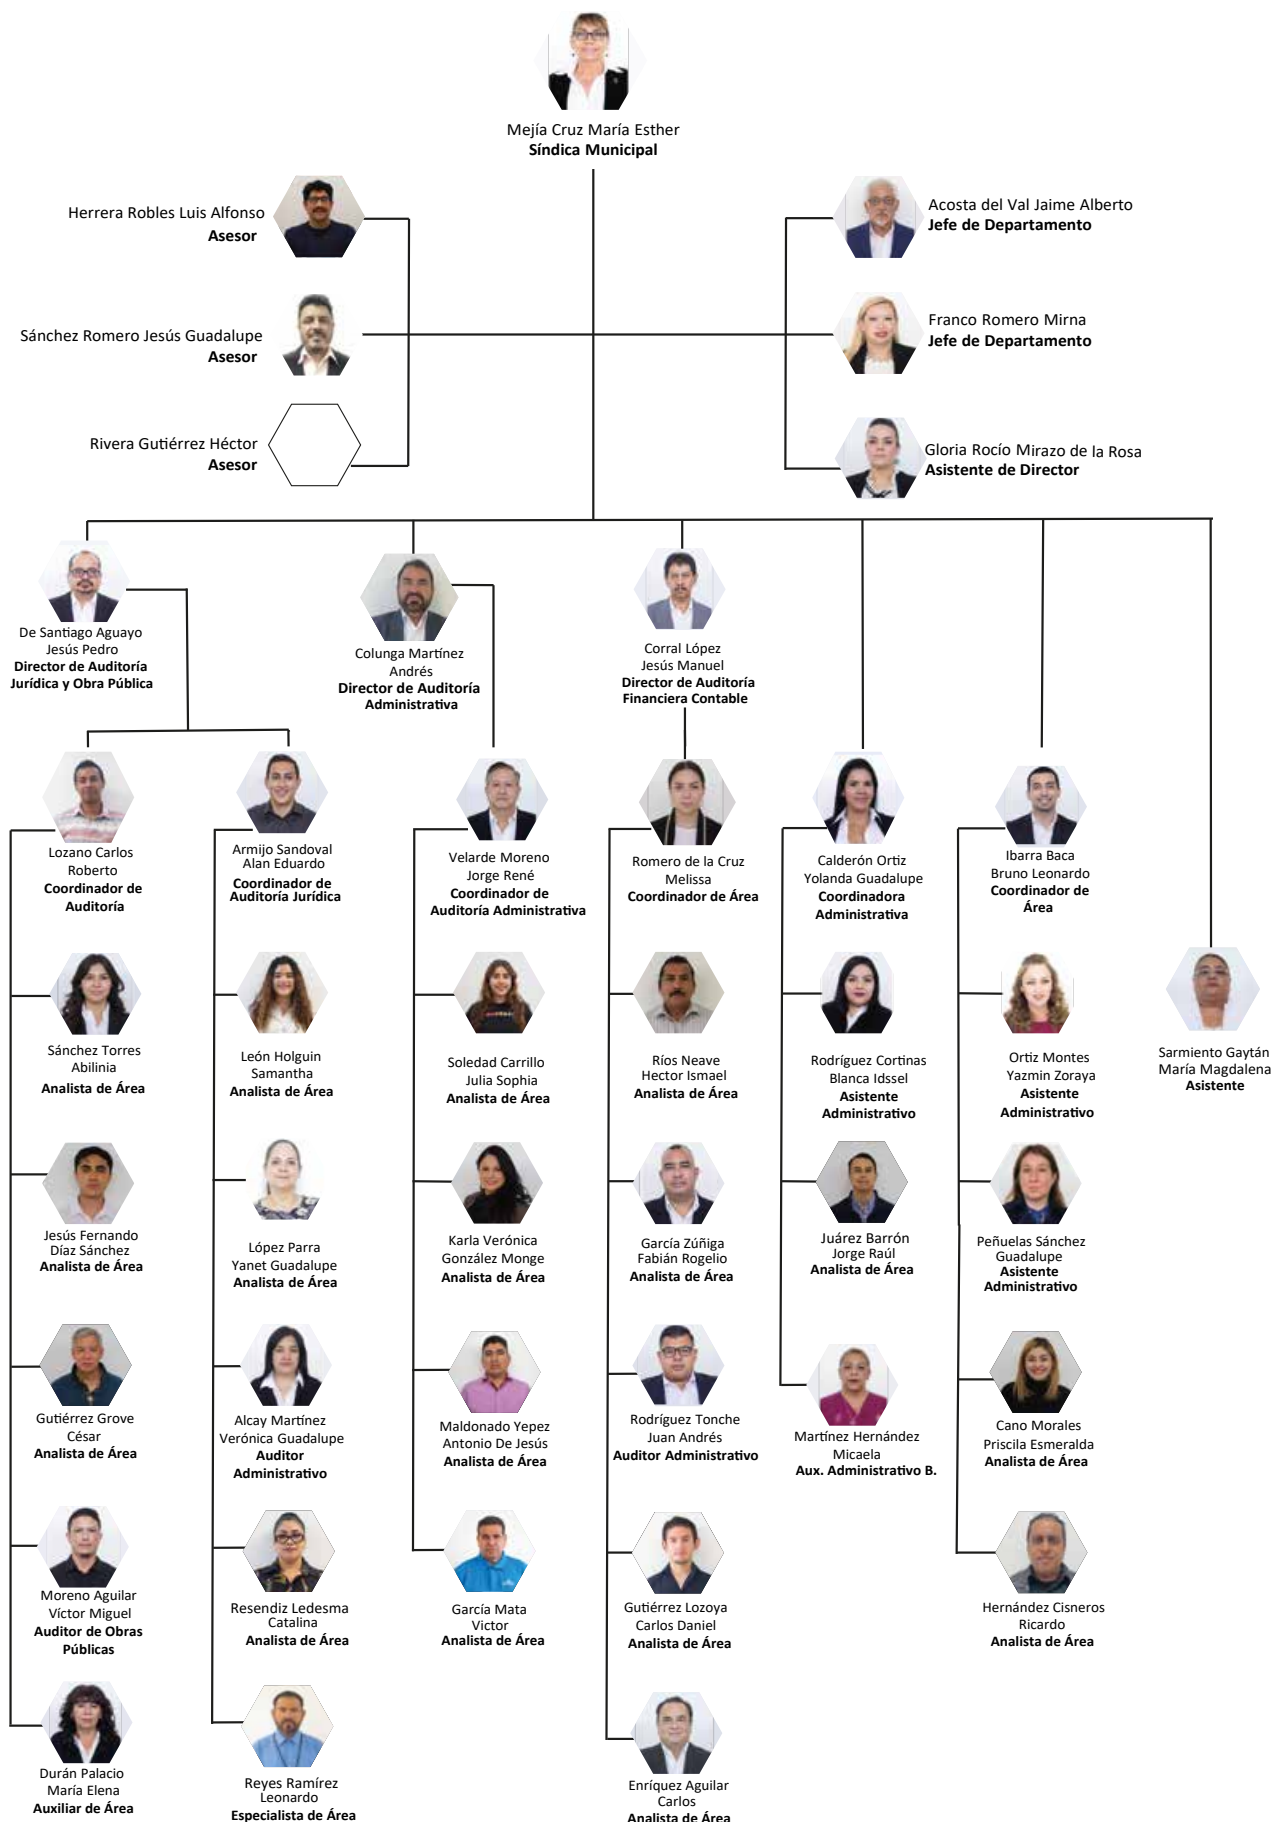 Mejía Cruz María Esther
Síndica Municipal
Herrera Robles Luis Alfonso
Asesor
Acosta del Val Jaime Alberto
Jefe de Departamento
Sánchez Romero Jesús Guadalupe
Asesor
Franco Romero Mirna
Jefe de Departamento
Rivera Gutiérrez Héctor
Asesor
Gloria Rocío Mirazo de la Rosa
Asistente de Director
De Santiago Aguayo
Jesús Pedro
Director de Auditoría
Jurídica y Obra Pública
Colunga Martínez
Andrés
Director de Auditoría
Administrativa
Corral López
Jesús Manuel
Director de Auditoría
Financiera Contable
Lozano Carlos
Roberto
Coordinador de
Auditoría
Armijo Sandoval
Alan Eduardo
Coordinador de
Auditoría Jurídica
Velarde Moreno
Jorge René
Coordinador de
Auditoría Administrativa
Romero de la Cruz
Melissa
Coordinador de Área
Calderón Ortiz
Yolanda Guadalupe
Coordinadora
Administrativa
Ibarra Baca
Bruno Leonardo
Coordinador de
Área
Sánchez Torres
Abilinia
Analista de Área
León Holguin
Samantha
Analista de Área
Soledad Carrillo
Julia Sophia
Analista de Área
Ríos Neave
Hector Ismael
Analista de Área
Rodríguez Cortinas
Blanca Idssel
Asistente
Administrativo
Ortiz Montes
Yazmin Zoraya
Asistente
Administrativo
Sarmiento Gaytán
María Magdalena
Asistente
Jesús Fernando
Díaz Sánchez
Analista de Área
López Parra
Yanet Guadalupe
Analista de Área
Karla Verónica
González Monge
Analista de Área
García Zúñiga
Fabián Rogelio
Analista de Área
Juárez Barrón
Jorge Raúl
Analista de Área
Peñuelas Sánchez
Guadalupe
Asistente
Administrativo
Gutiérrez Grove
César
Analista de Área
Alcay Martínez
Verónica Guadalupe
Auditor
Administrativo
Maldonado Yepez
Antonio De Jesús
Analista de Área
Rodríguez Tonche
Juan Andrés
Auditor Administrativo
Martínez Hernández
Micaela
Aux. Administrativo B.
Cano Morales
Priscila Esmeralda
Analista de Área
Moreno Aguilar
Víctor Miguel
Auditor de Obras
Públicas
Resendiz Ledesma
Catalina
Analista de Área
García Mata
Victor
Analista de Área
Gutiérrez Lozoya
Carlos Daniel
Analista de Área
Hernández Cisneros
Ricardo
Analista de Área
Durán Palacio
María Elena
Auxiliar de Área
Reyes Ramírez
Leonardo
Especialista de Área
Enríquez Aguilar
Carlos
Analista de Área